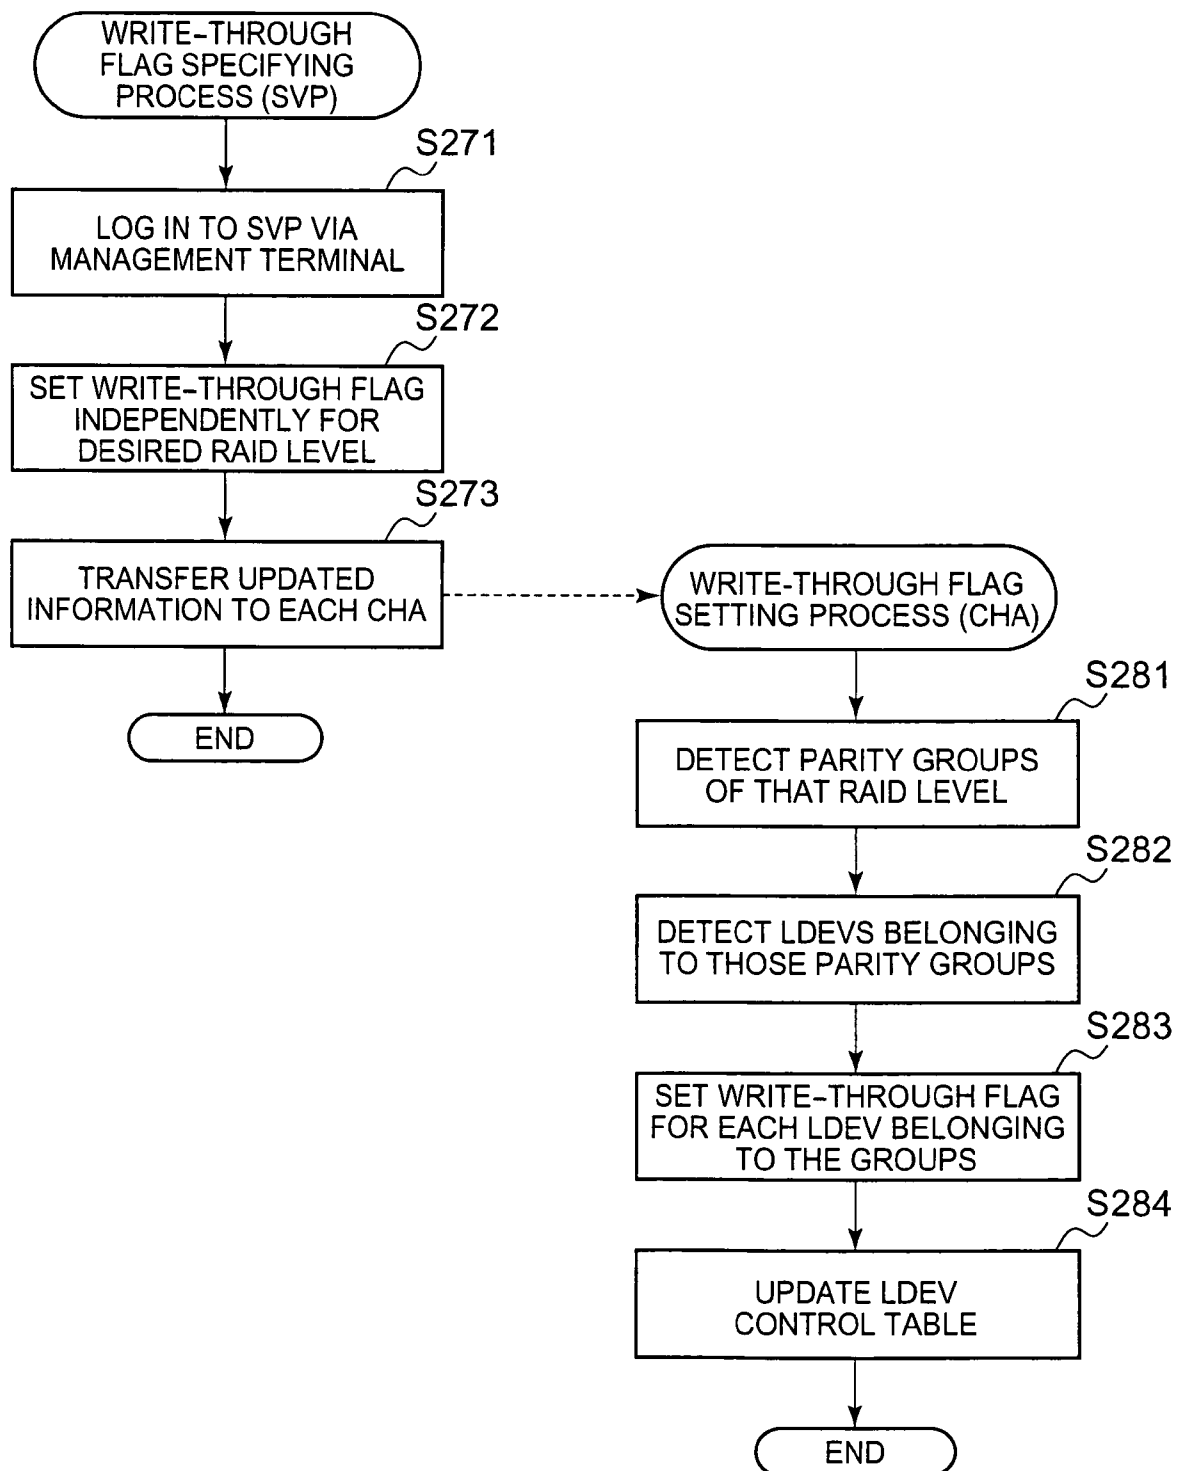 WRITE-THROUGH
FLAG SPECIFYING
PROCESS (SVP)
S271
LOG IN TO SVP VIA
MANAGEMENT TERMINAL
S272
SET WRITE-THROUGH FLAG
INDEPENDENTLY FOR
DESIRED RAID LEVEL
S273
TRANSFER UPDATED
INFORMATION TO EACH CHA
END
WRITE-THROUGH FLAG
SETTING PROCESS (CHA)
S281
DETECT PARITY GROUPS
OF THAT RAID LEVEL
S282
DETECT LDEVS BELONGING
TO THOSE PARITY GROUPS
S283
SET WRITE-THROUGH FLAG
FOR EACH LDEV BELONGING
TO THE GROUPS
S284
UPDATE LDEV
CONTROL TABLE
END